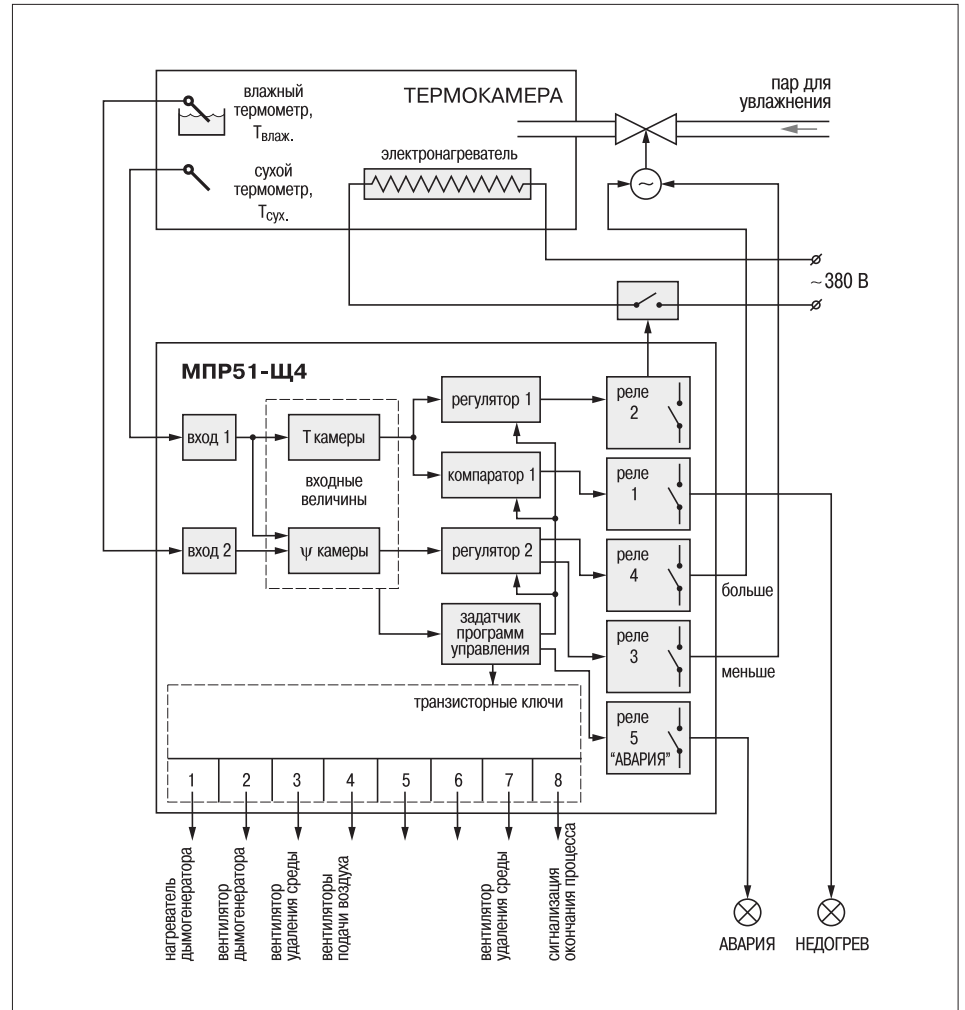 влажный
термометр,
Tвлаж.
сухой
термометр,
Tсух.
ТЕРМОКАМЕРА
электронагреватель
пар для
увлажнения
~
~380 В
МПР51-Щ4
вход 1
вход 2
T камеры
входные
величины
ψ камеры
регулятор 1
компаратор 1
регулятор 2
задатчик
программ
управления
реле
2
реле
1
реле
4
больше
реле
3
меньше
реле
5
"АВАРИЯ"
транзисторные ключи
1 2 3 4 5 6 7 8
нагреватель
дымогенератора
вентилятор
дымогенератора
вентилятор
удаления среды
вентиляторы
подачи воздуха
вентилятор
удаления среды
сигнализация
окончания процесса
АВАРИЯ
НЕДОГРЕВ